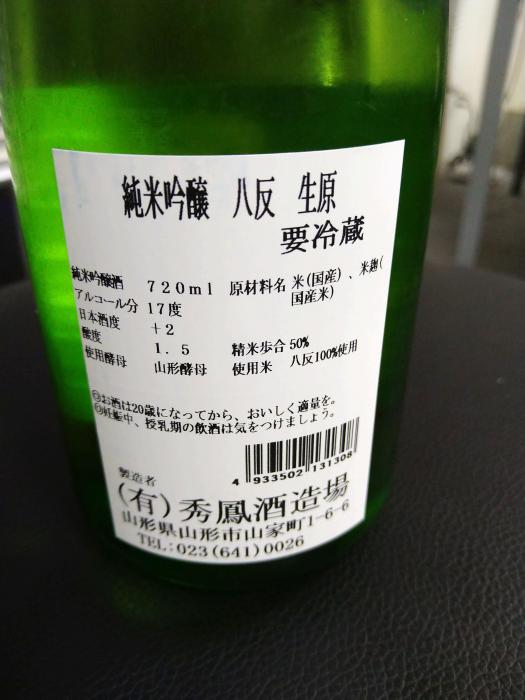 純米吟醸 八反 生原
要冷蔵
純米吟醸酒 720ml 原材料名 米(国産)、米麹(
国産米)
アルコール分 17度
日本酒度 +2
酸度 1.5 精米歩合 50%
使用酵母 山形酵母 使用米 八反100%使用
お酒は20歳になってから、おいしく適量を。
妊娠中、授乳期の飲酒は気をつけましょう。
4 933502 131308
製造者
(有)秀鳳酒造場
山形県山形市山家町1-6-6
TEL:023(641)0026